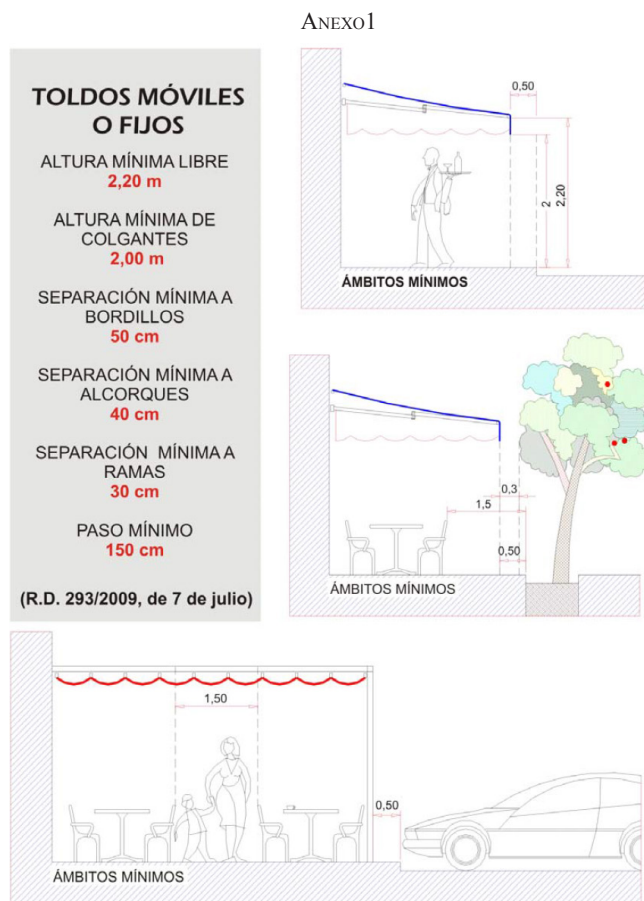 ANEXO1
TOLDOS MÓVILES
O FIJOS
ALTURA MÍNIMA LIBRE
2,20 m
ALTURA MÍNIMA DE
COLGANTES
2,00 m
SEPARACIÓN MÍNIMA A
BORDILLOS
50 cm
SEPARACIÓN MÍNIMA A
ALCORQUES
40 cm
SEPARACIÓN MÍNIMA A
RAMAS
30 cm
PASO MÍNIMO
150 cm
(R.D. 293/2009, de 7 de julio)
0,50
2
2,20
ÁMBITOS MÍNIMOS
0,3
1,5
0,50
ÁMBITOS MÍNIMOS
1,50
0,50
ÁMBITOS MÍNIMOS